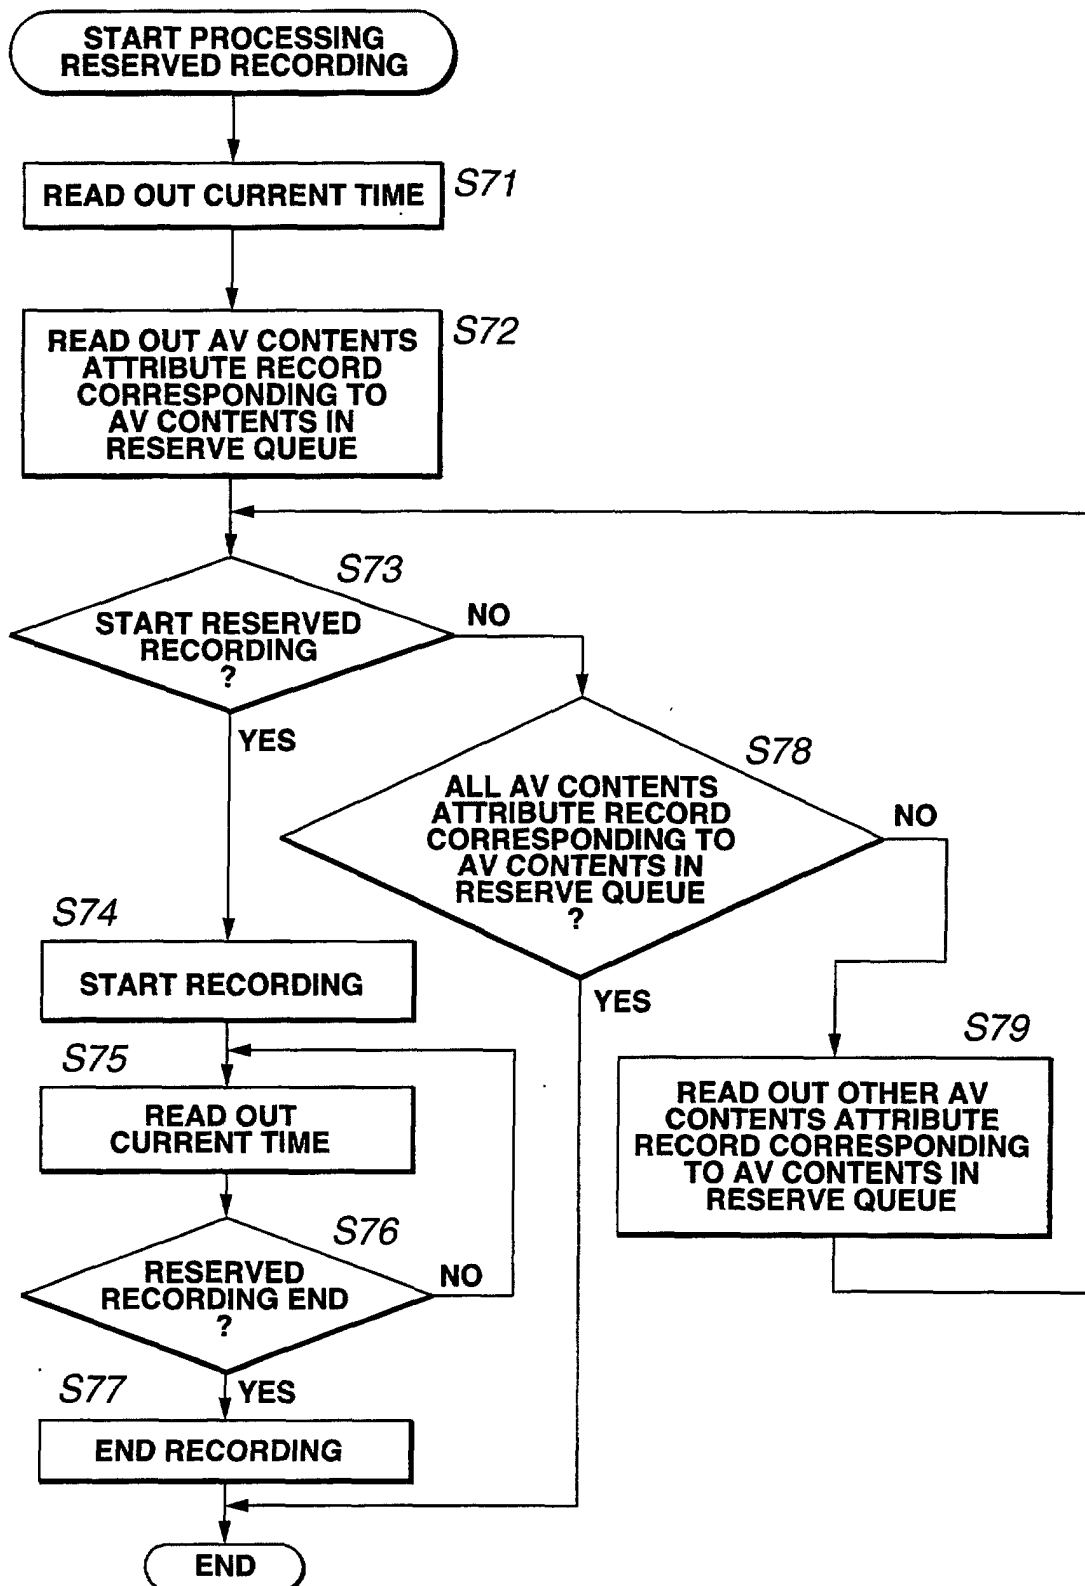 START PROCESSING
RESERVED RECORDING
READ OUT CURRENT TIME
S71
READ OUT AV CONTENTS
ATTRIBUTE RECORD
CORRESPONDING TO
AV CONTENTS IN
RESERVE QUEUE
S72
S73
START RESERVED
RECORDING
?
NO
YES
S78
ALL AV CONTENTS
ATTRIBUTE RECORD
CORRESPONDING TO
AV CONTENTS IN
RESERVE QUEUE
?
NO
YES
S74
START RECORDING
S75
READ OUT
CURRENT TIME
S79
READ OUT OTHER AV
CONTENTS ATTRIBUTE
RECORD CORRESPONDING
TO AV CONTENTS IN
RESERVE QUEUE
S76
RESERVED
RECORDING END
?
NO
YES
S77
END RECORDING
END